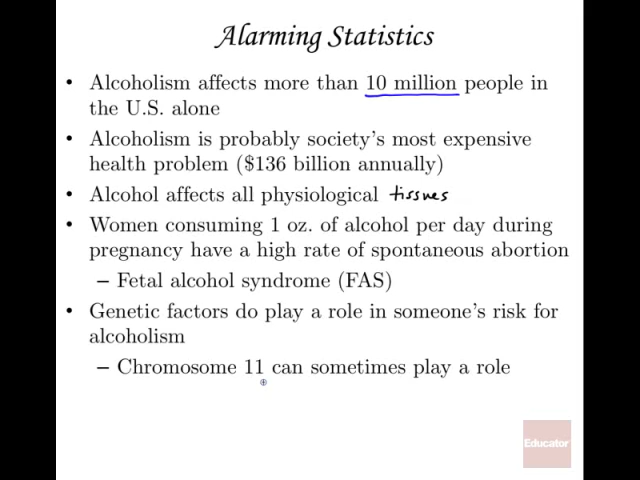 Alarming Statistics
• Alcoholism affects more than 10 million people in
the U.S. alone
• Alcoholism is probably society's most expensive
health problem ($136 billion annually)
• Alcohol affects all physiological tissues
• Women consuming 1 oz. of alcohol per day during
pregnancy have a high rate of spontaneous abortion
– Fetal alcohol syndrome (FAS)
• Genetic factors do play a role in someone's risk for
alcoholism
– Chromosome 11 can sometimes play a role
Educator